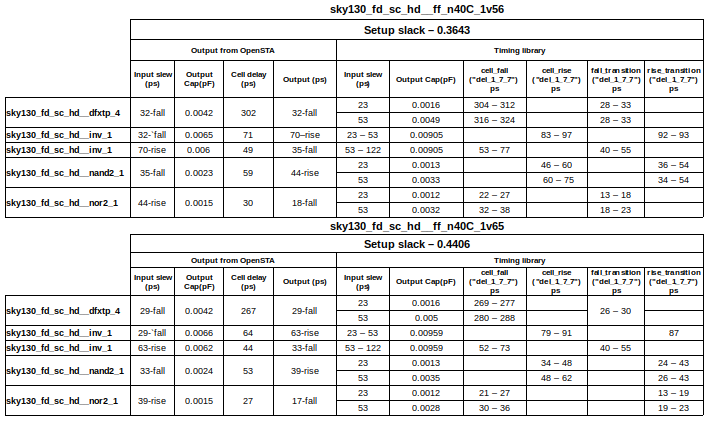 sky130_fd_sc_hd__ff_n40C_1v56
Setup slack – 0.3643
Output from OpenSTA Timing library
Input slew (ps) Output Cap(pF) Cell delay (ps) Output (ps) Input slew (ps) Output Cap(pF) cell_fall ("del_1_7_7") ps cell_rise ("del_1_7_7") ps fall_transition ("del_1_7_7") ps rise_transition ("del_1_7_7") ps
sky130_fd_sc_hd__dfxtp_4 32-fall 0.0042 302 32-fall 23 0.0016 304 – 312 28 – 33
53 0.0049 316 – 324 28 – 33
sky130_fd_sc_hd__inv_1 32-`fall 0.0065 71 70–rise 23 – 53 0.00905 83 – 97 92 – 93
sky130_fd_sc_hd__inv_1 70-rise 0.006 49 35-fall 53 – 122 0.00905 53 – 77 40 – 55
sky130_fd_sc_hd__nand2_1 35-fall 0.0023 59 44-rise 23 0.0013 46 – 60 36 – 54
53 0.0033 60 – 75 34 – 54
sky130_fd_sc_hd__nor2_1 44-rise 0.0015 30 18-fall 23 0.0012 22 – 27 13 – 18
53 0.0032 32 – 38 18 – 23
sky130_fd_sc_hd__ff_n40C_1v65
Setup slack – 0.4406
Output from OpenSTA Timing library
Input slew (ps) Output Cap(pF) Cell delay (ps) Output (ps) Input slew (ps) Output Cap(pF) cell_fall ("del_1_7_7") ps cell_rise ("del_1_7_7") ps fall_transition ("del_1_7_7") ps rise_transition ("del_1_7_7") ps
sky130_fd_sc_hd__dfxtp_4 29-fall 0.0042 267 29-fall 23 0.0016 269 – 277 26 – 30
53 0.005 280 – 288
sky130_fd_sc_hd__inv_1 29-`fall 0.0066 64 63-rise 23 – 53 0.00959 79 – 91 87
sky130_fd_sc_hd__inv_1 63-rise 0.0062 44 33-fall 53 – 122 0.00959 52 – 73 40 – 55
sky130_fd_sc_hd__nand2_1 33-fall 0.0024 53 39-rise 23 0.0013 34 – 48 24 – 43
53 0.0035 48 – 62 26 – 43
sky130_fd_sc_hd__nor2_1 39-rise 0.0015 27 17-fall 23 0.0012 21 – 27 13 – 19
53 0.0028 30 – 36 19 – 23